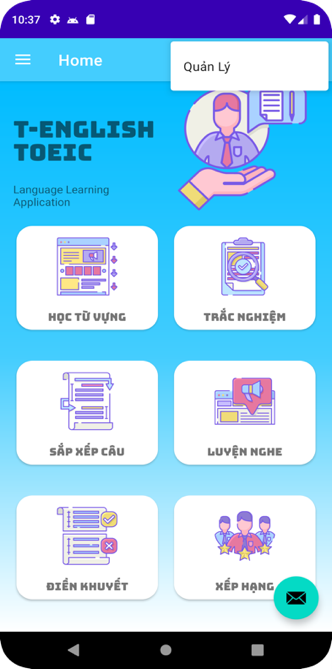 10:37
Home
Quản Lý
T-ENGLISH
TOEIC
Language Learning
Application
HỌC TỪ VỰNG
TRẮC NGHIỆM
SẮP XẾP CÂU
LUYỆN NGHE
ĐIỀN KHUYẾT
XẾP HẠNG